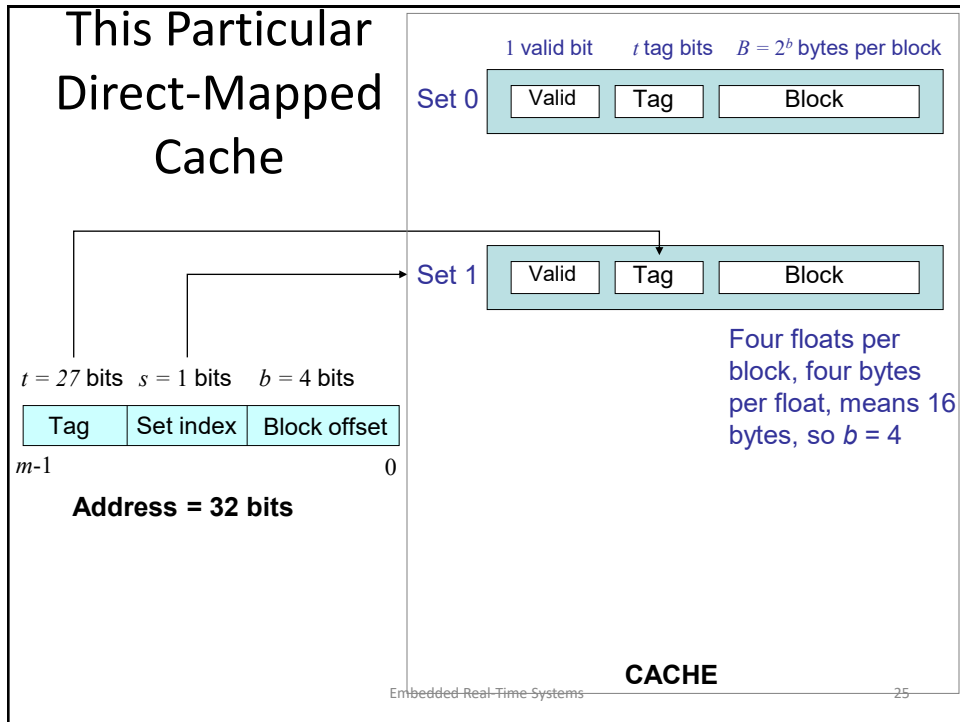 This Particular
Direct-Mapped
Cache
1 valid bit t tag bits B = 2ᵇ bytes per block
Set 0 Valid Tag Block
Set 1 Valid Tag Block
Four floats per
block, four bytes
per float, means 16
bytes, so b = 4
t = 27 bits s = 1 bits b = 4 bits
Tag Set index Block offset
m-1 0
Address = 32 bits
CACHE
Embedded Real-Time Systems 25